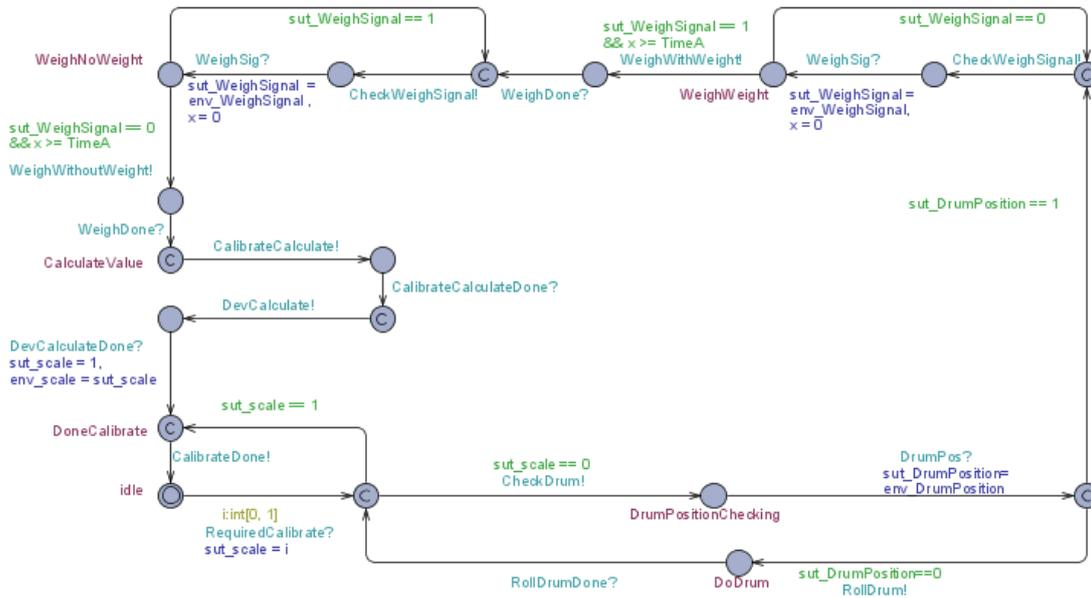 sut_WeighSignal == 1
sut_WeighSignal == 1
&& x >= TimeA
sut_WeighSignal == 0
WeighNoWeight
WeighSig?
WeighWithWeight!
WeighSig?
CheckWeighSignal!
C
C
sut_WeighSignal =
env_WeighSignal ,
x = 0
CheckWeighSignal!
WeighDone?
WeighWeight
sut_WeighSignal=
env_WeighSignal,
x = 0
sut_WeighSignal == 0
&& x >= TimeA
WeighWithoutWeight!
sut_DrumPosition == 1
WeighDone?
CalibrateCalculate!
C
CalculateValue
CalibrateCalculateDone?
DevCalculate!
C
DevCalculateDone?
sut_scale = 1,
env_scale = sut_scale
sut_scale == 1
C
DoneCalibrate
CalibrateDone!
sut_scale == 0
CheckDrum!
DrumPos?
sut_DrumPosition=
env_DrumPosition
idle
C
C
i:int[0, 1]
RequiredCalibrate?
sut_scale = i
DrumPositionChecking
RollDrumDone?
DoDrum
sut_DrumPosition==0
RollDrum!